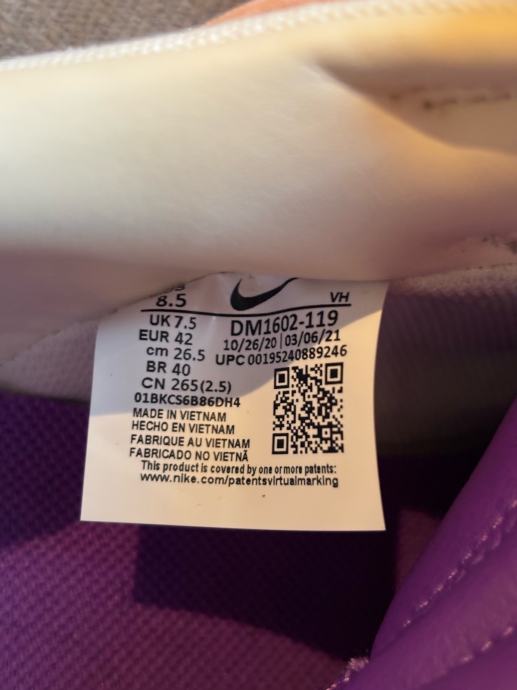 8.5
VH
UK 7.5
EUR 42
cm 26.5
BR 40
CN 265(2.5)
DM1602-119
10/26/20 | 03/06/21
UPC 00195240889246
01BKCS6B86DH4
MADE IN VIETNAM
HECHO EN VIETNAM
FABRIQUE AU VIETNAM
FABRICADO NO VIETNÃ
This product is covered by one or more patents:
www.nike.com/patentsvirtualmarking